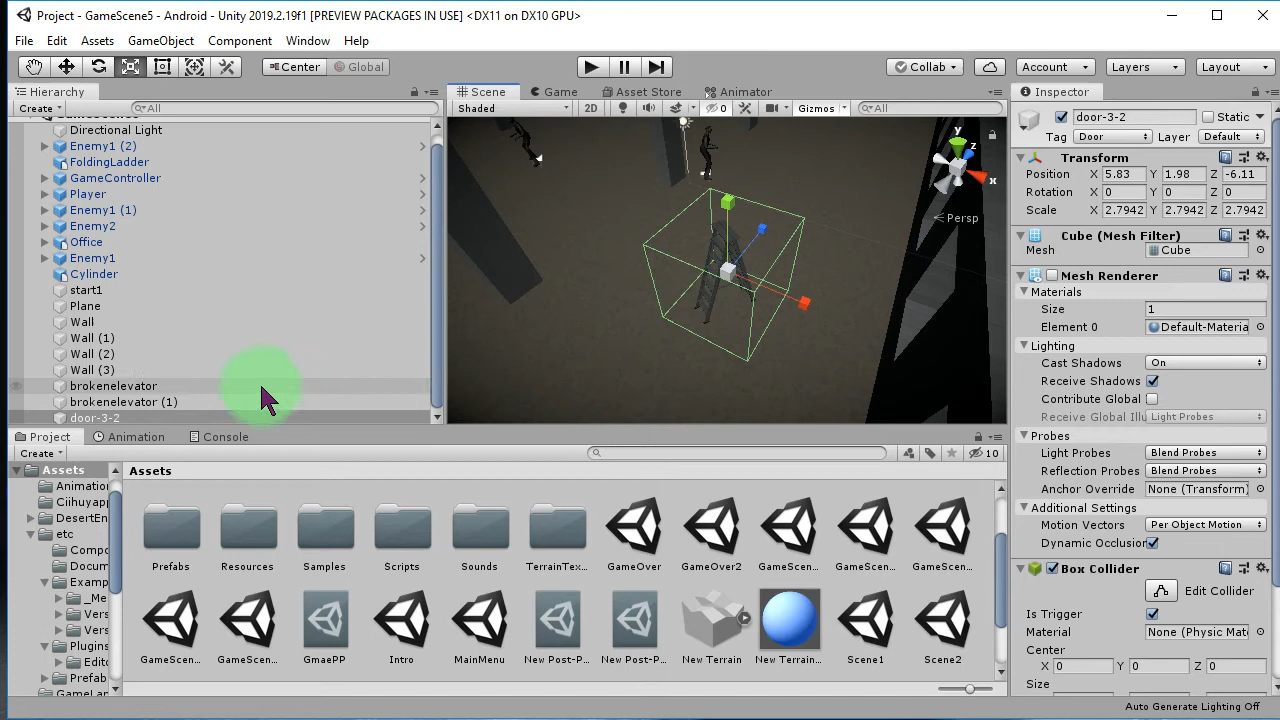 Project - GameScene5 - Android - Unity 2019.2.19f1 [PREVIEW PACKAGES IN USE] <DX11 on DX10 GPU>
File Edit Assets GameObject Component Window Help
Center Global Collab Account Layers Layout
Hierarchy
Create All
Directional Light
Enemy1 (2)
FoldingLadder
GameController
Player
Enemy1 (1)
Enemy2
Office
Enemy1
Cylinder
start1
Plane
Wall
Wall (1)
Wall (2)
Wall (3)
brokenelevator
brokenelevator (1)
door-3-2
Scene Game Asset Store Animator
Shaded 2D 0 Gizmos All
y
z
x
Persp
Inspector
door-3-2 Static
Tag Door Layer Default
Transform
Position X 5.83 Y 1.98 Z -6.11
Rotation X 0 Y 0 Z 0
Scale X 2.7942 Y 2.7942 Z 2.7942
Cube (Mesh Filter)
Mesh Cube
Mesh Renderer
Materials
Size 1
Element 0 Default-Materia
Lighting
Cast Shadows On
Receive Shadows
Contribute Global
Receive Global Illu Light Probes
Probes
Light Probes Blend Probes
Reflection Probes Blend Probes
Anchor Override None (Transform)
Additional Settings
Motion Vectors Per Object Motion
Dynamic Occlusion
Box Collider
Edit Collider
Is Trigger
Material None (Physic Mat
Center
X 0 Y 0 Z 0
Size
Project Animation Console
Create 10
Assets
Animation
Ciihuyap
DesertEn
etc
Compo
Docum
Examp
_Me
Vers
Vers
Plugins
Edito
Prefab
GameLan
Assets
Prefabs Resources Samples Scripts Sounds TerrainTex... GameOver GameOver2 GameScen... GameScen... GameScen...
GameScen... GameScen... GmaePP Intro MainMenu New Post-P... New Post-P... New Terrain New Terrain... Scene1 Scene2
Auto Generate Lighting Off